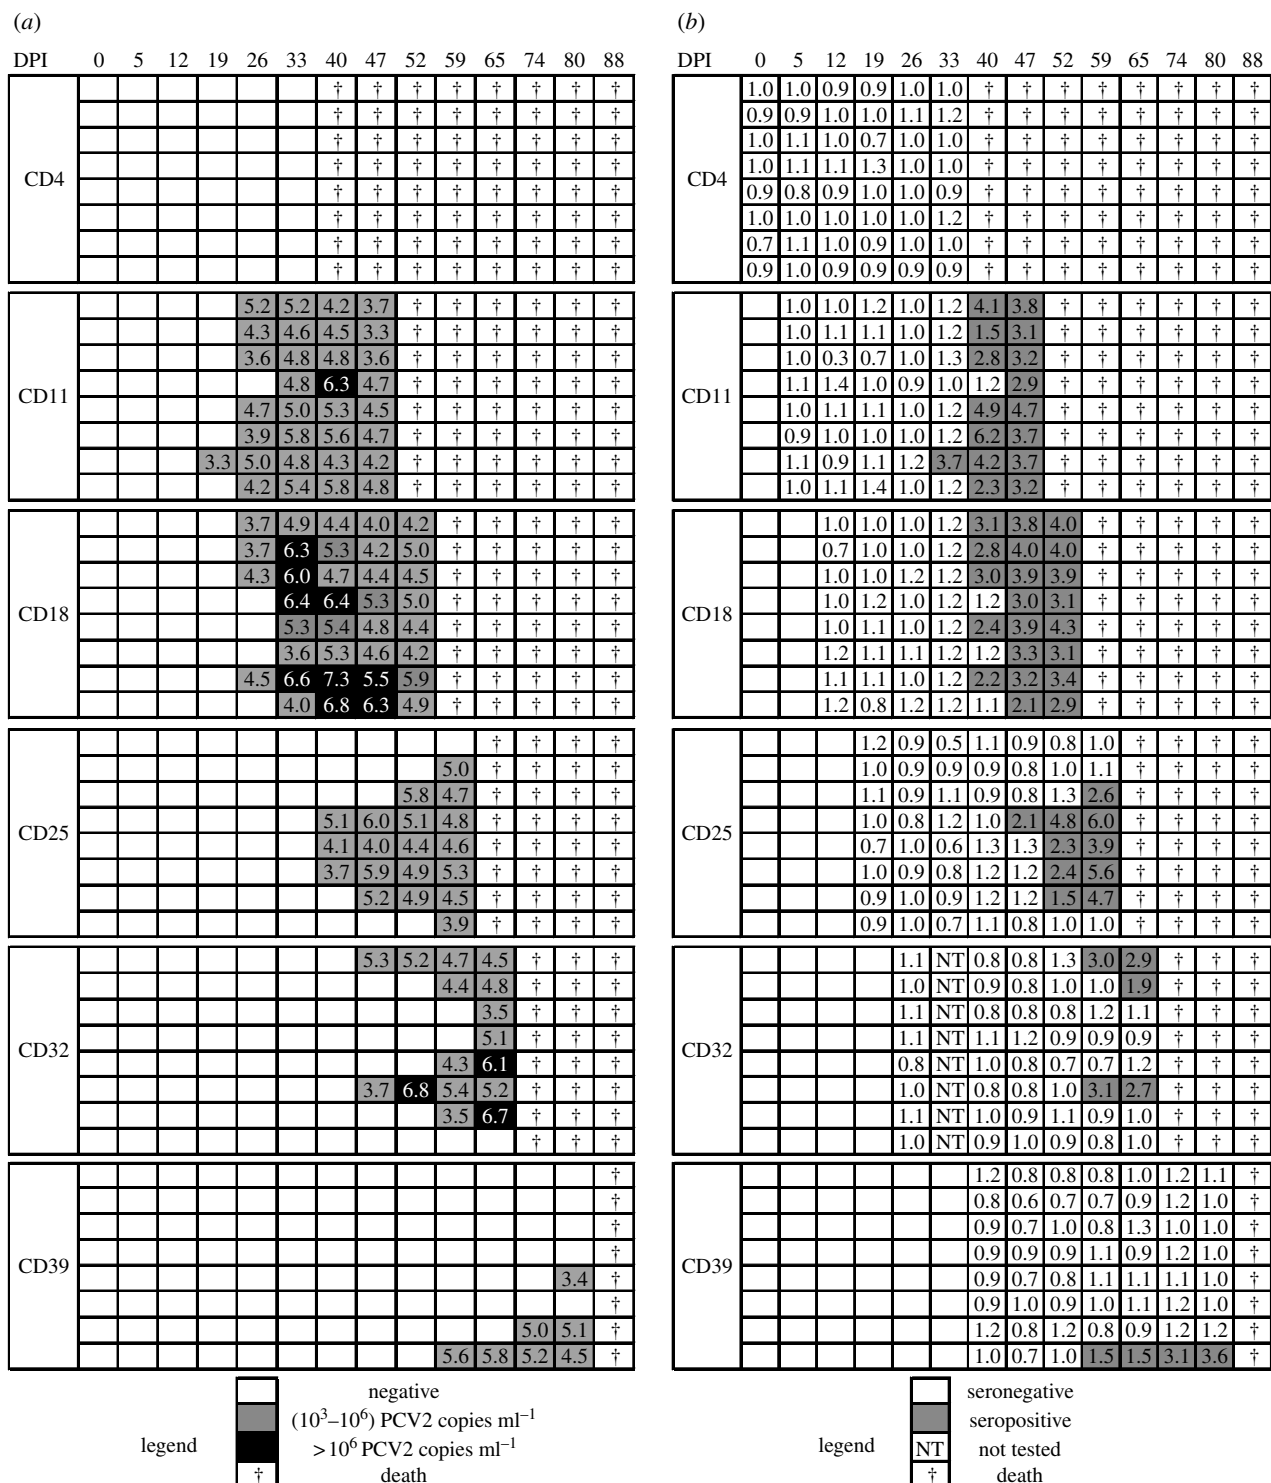 (a)
DPI 0 5 12 19 26 33 40 47 52 59 65 74 80 88
† † † † † † † †
† † † † † † † †
† † † † † † † †
† † † † † † † †
CD4
† † † † † † † †
† † † † † † † †
† † † † † † † †
† † † † † † † †
5.2 5.2 4.2 3.7 † † † † † †
4.3 4.6 4.5 3.3 † † † † † †
3.6 4.8 4.8 3.6 † † † † † †
4.8 6.3 4.7 † † † † † †
CD11
4.7 5.0 5.3 4.5 † † † † † †
3.9 5.8 5.6 4.7 † † † † † †
3.3 5.0 4.8 4.3 4.2 † † † † † †
4.2 5.4 5.8 4.8 † † † † † †
3.7 4.9 4.4 4.0 4.2 † † † † †
3.7 6.3 5.3 4.2 5.0 † † † † †
4.3 6.0 4.7 4.4 4.5 † † † † †
6.4 6.4 5.3 5.0 † † † † †
CD18
5.3 5.4 4.8 4.4 † † † † †
3.6 5.3 4.6 4.2 † † † † †
4.5 6.6 7.3 5.5 5.9 † † † † †
4.0 6.8 6.3 4.9 † † † † †
† † † †
5.0 † † † †
5.8 4.7 † † † †
5.1 6.0 5.1 4.8 † † † †
CD25
4.1 4.0 4.4 4.6 † † † †
3.7 5.9 4.9 5.3 † † † †
5.2 4.9 4.5 † † † †
3.9 † † † †
5.3 5.2 4.7 4.5 † † †
4.4 4.8 † † †
3.5 † † †
5.1 † † †
CD32
4.3 6.1 † † †
3.7 6.8 5.4 5.2 † † †
3.5 6.7 † † †
† † †
†
†
†
†
CD39
3.4 †
†
5.0 5.1 †
5.6 5.8 5.2 4.5 †
legend
negative
(10³–10⁶) PCV2 copies ml⁻¹
>10⁶ PCV2 copies ml⁻¹
† death
(b)
DPI 0 5 12 19 26 33 40 47 52 59 65 74 80 88
1.0 1.0 0.9 0.9 1.0 1.0 † † † † † † † †
0.9 0.9 1.0 1.0 1.1 1.2 † † † † † † † †
1.0 1.1 1.0 0.7 1.0 1.0 † † † † † † † †
1.0 1.1 1.1 1.3 1.0 1.0 † † † † † † † †
CD4
0.9 0.8 0.9 1.0 1.0 0.9 † † † † † † † †
1.0 1.0 1.0 1.0 1.0 1.2 † † † † † † † †
0.7 1.1 1.0 0.9 1.0 1.0 † † † † † † † †
0.9 1.0 0.9 0.9 0.9 0.9 † † † † † † † †
1.0 1.0 1.2 1.0 1.2 4.1 3.8 † † † † † †
1.0 1.1 1.1 1.0 1.2 1.5 3.1 † † † † † †
1.0 0.3 0.7 1.0 1.3 2.8 3.2 † † † † † †
1.1 1.4 1.0 0.9 1.0 1.2 2.9 † † † † † †
CD11
1.0 1.1 1.1 1.0 1.2 4.9 4.7 † † † † † †
0.9 1.0 1.0 1.0 1.2 6.2 3.7 † † † † † †
1.1 0.9 1.1 1.2 3.7 4.2 3.7 † † † † † †
1.0 1.1 1.4 1.0 1.2 2.3 3.2 † † † † † †
1.0 1.0 1.0 1.2 3.1 3.8 4.0 † † † † †
0.7 1.0 1.0 1.2 2.8 4.0 4.0 † † † † †
1.0 1.0 1.2 1.2 3.0 3.9 3.9 † † † † †
1.0 1.2 1.0 1.2 1.2 3.0 3.1 † † † † †
CD18
1.0 1.1 1.0 1.2 2.4 3.9 4.3 † † † † †
1.2 1.1 1.1 1.2 1.2 3.3 3.1 † † † † †
1.1 1.1 1.0 1.2 2.2 3.2 3.4 † † † † †
1.2 0.8 1.2 1.2 1.1 2.1 2.9 † † † † †
1.2 0.9 0.5 1.1 0.9 0.8 1.0 † † † †
1.0 0.9 0.9 0.9 0.8 1.0 1.1 † † † †
1.1 0.9 1.1 0.9 0.8 1.3 2.6 † † † †
1.0 0.8 1.2 1.0 2.1 4.8 6.0 † † † †
CD25
0.7 1.0 0.6 1.3 1.3 2.3 3.9 † † † †
1.0 0.9 0.8 1.2 1.2 2.4 5.6 † † † †
0.9 1.0 0.9 1.2 1.2 1.5 4.7 † † † †
0.9 1.0 0.7 1.1 0.8 1.0 1.0 † † † †
1.1 NT 0.8 0.8 1.3 3.0 2.9 † † †
1.0 NT 0.9 0.8 1.0 1.0 1.9 † † †
1.1 NT 0.8 0.8 0.8 1.2 1.1 † † †
1.1 NT 1.1 1.2 0.9 0.9 0.9 † † †
CD32
0.8 NT 1.0 0.8 0.7 0.7 1.2 † † †
1.0 NT 0.8 0.8 1.0 3.1 2.7 † † †
1.1 NT 1.0 0.9 1.1 0.9 1.0 † † †
1.0 NT 0.9 1.0 0.9 0.8 1.0 † † †
1.2 0.8 0.8 0.8 1.0 1.2 1.1 †
0.8 0.6 0.7 0.7 0.9 1.2 1.0 †
0.9 0.7 1.0 0.8 1.3 1.0 1.0 †
0.9 0.9 0.9 1.1 0.9 1.2 1.0 †
CD39
0.9 0.7 0.8 1.1 1.1 1.1 1.0 †
0.9 1.0 0.9 1.0 1.1 1.2 1.0 †
1.2 0.8 1.2 0.8 0.9 1.2 1.2 †
1.0 0.7 1.0 1.5 1.5 3.1 3.6 †
legend
seronegative
seropositive
NT not tested
† death